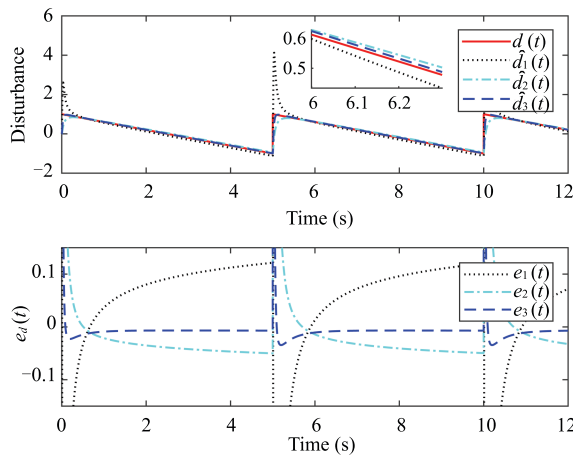 6
4
2
0
−2
Disturbance
0.6
0.5
6
6.1
6.2
d (t)
d̂₁(t)
d̂₂(t)
d̂₃(t)
0 2 4 6 8 10 12
Time (s)
0.1
0
−0.1
e_d(t)
e₁(t)
e₂(t)
e₃(t)
0 2 4 6 8 10 12
Time (s)